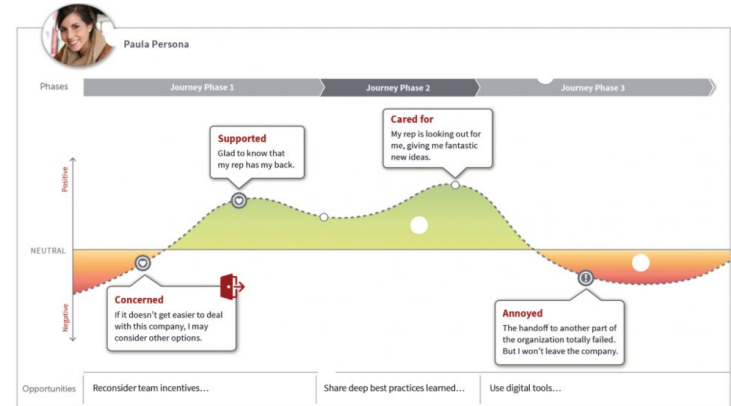 Paula Persona
Phases
Journey Phase 1
Journey Phase 2
Journey Phase 3
Cared for
My rep is looking out for
me, giving me fantastic
new ideas.
Supported
Glad to know that
my rep has my back.
Positive
NEUTRAL
Negative
Concerned
If it doesn't get easier to deal
with this company, I may
consider other options.
Annoyed
The handoff to another part of
the organization totally failed.
But I won't leave the company.
Opportunities
Reconsider team incentives…
Share deep best practices learned…
Use digital tools…